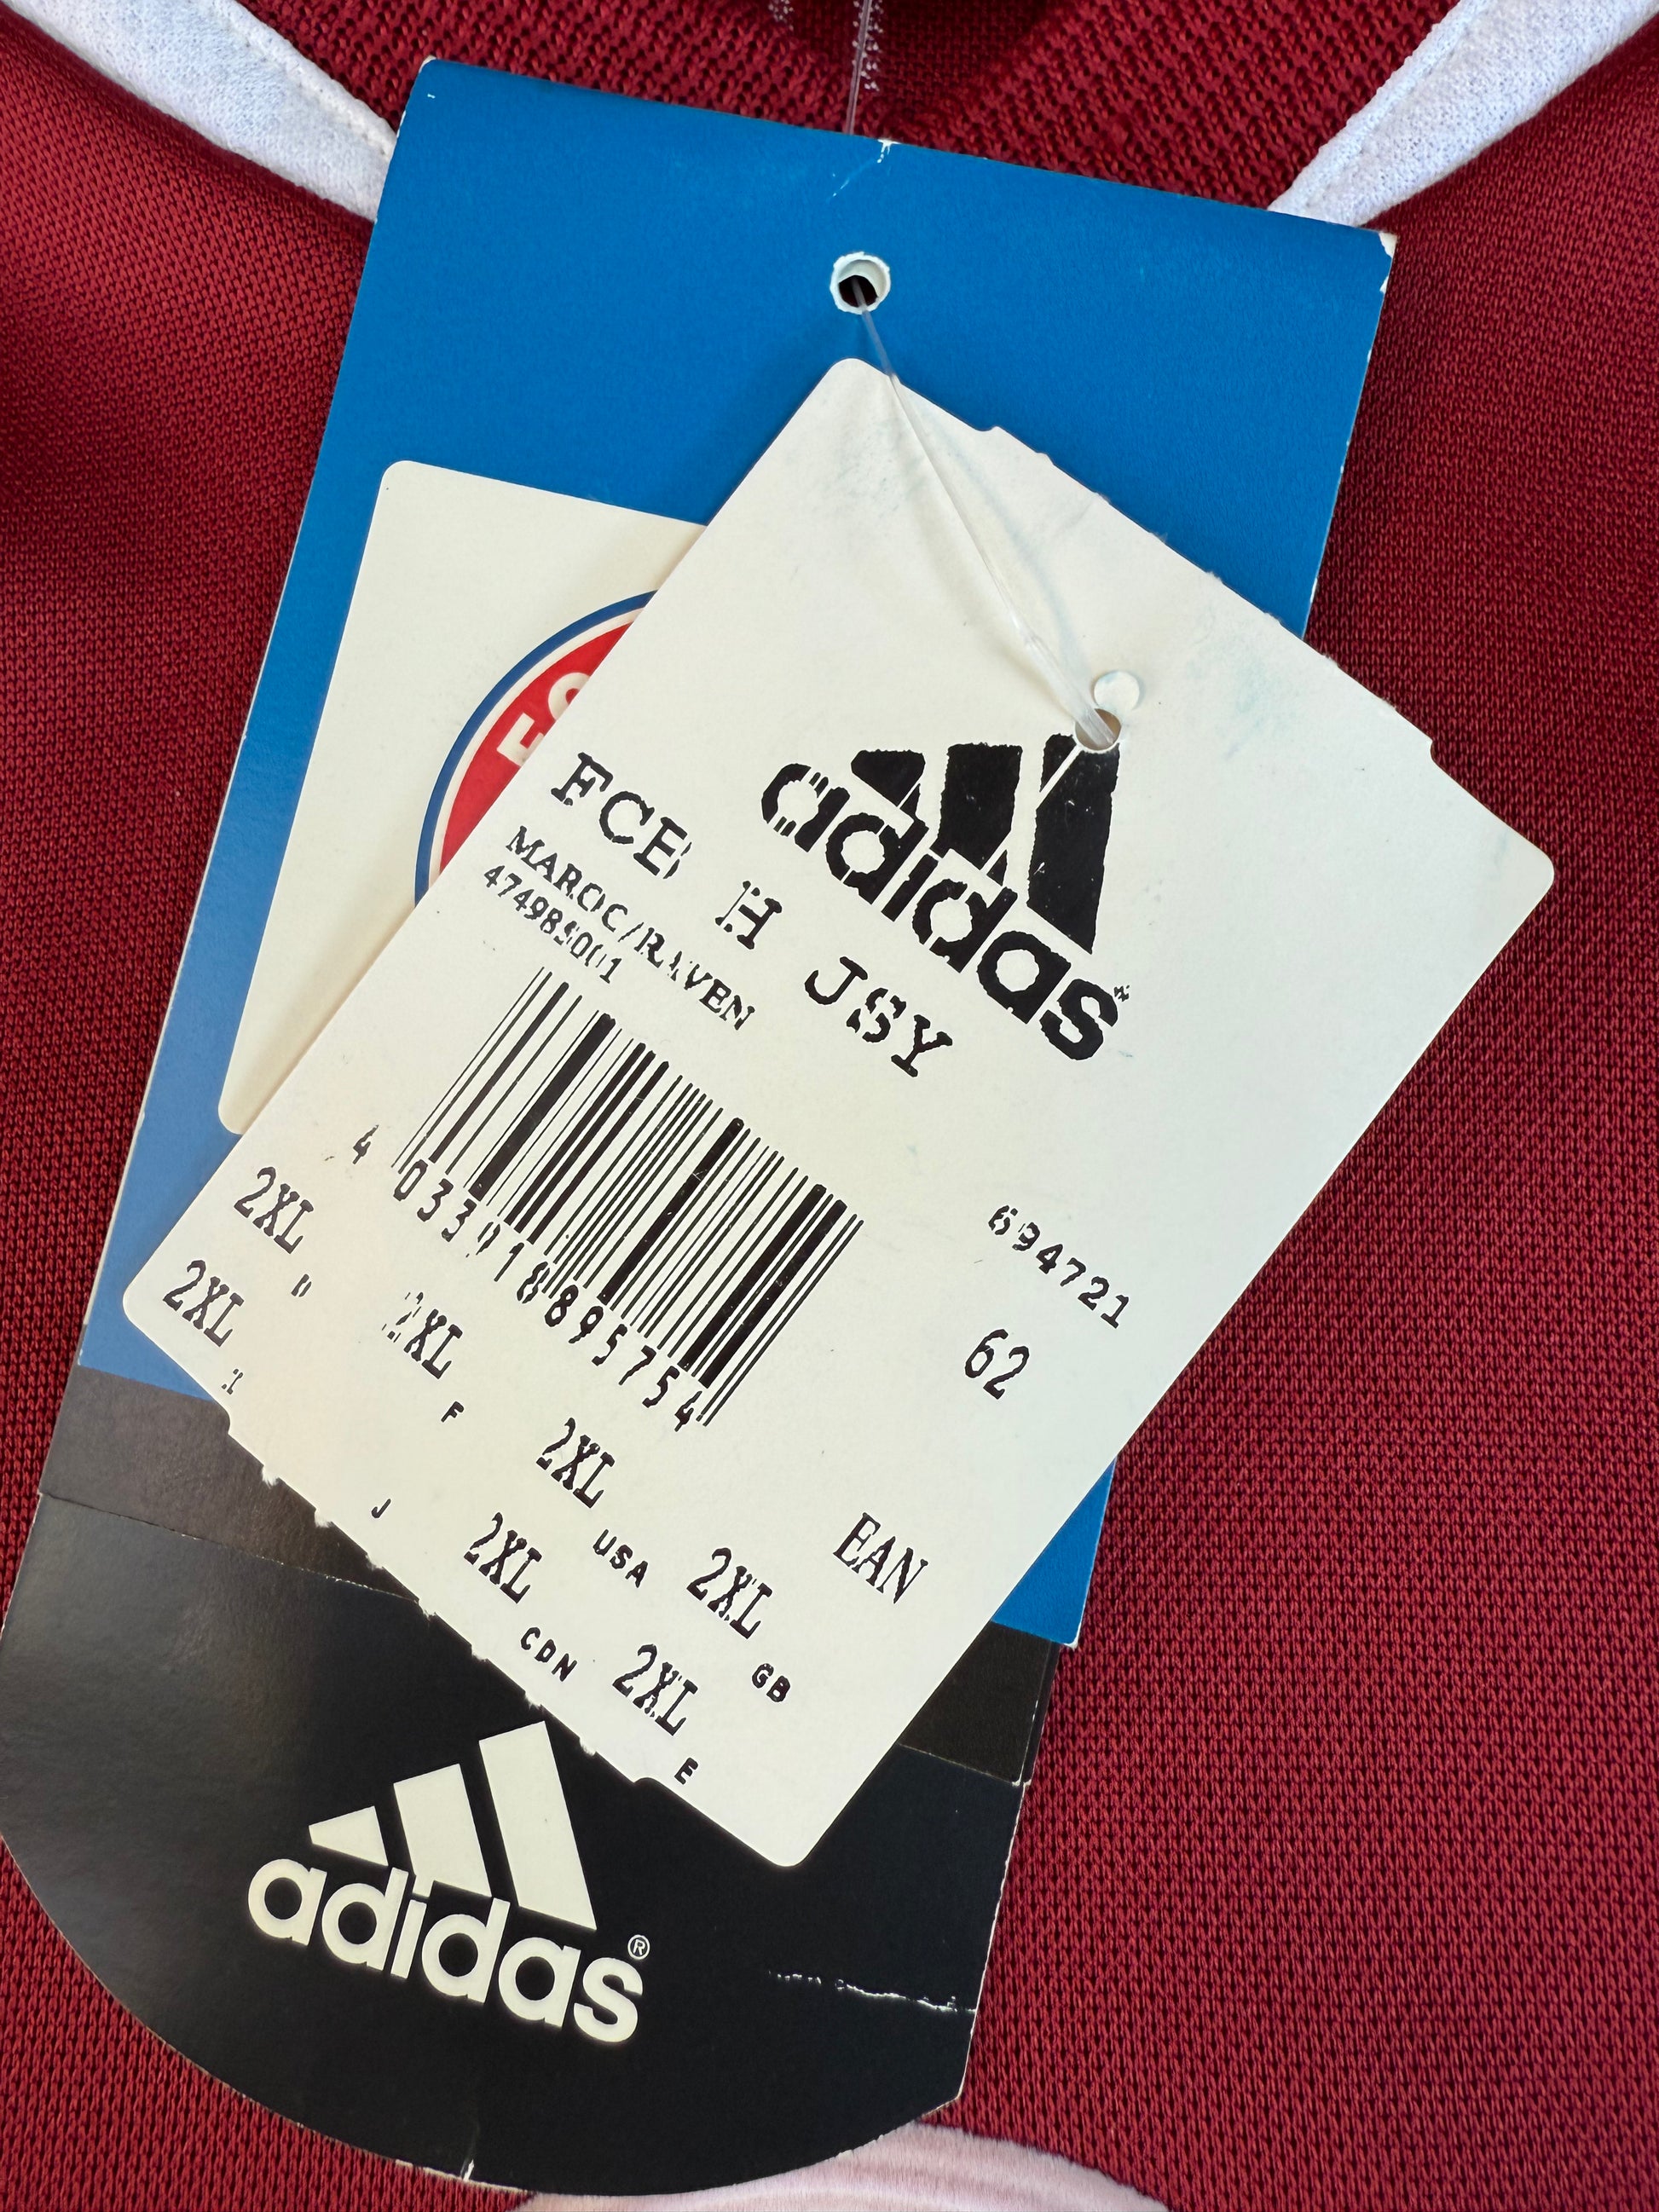 adidas
FCB H JSY
MAROC/RAVEN
474985001
694721
4 033918 895754
62
2XL D 2XL F 2XL USA 2XL GB EAN
2XL I J 2XL CDN 2XL E
adidas®